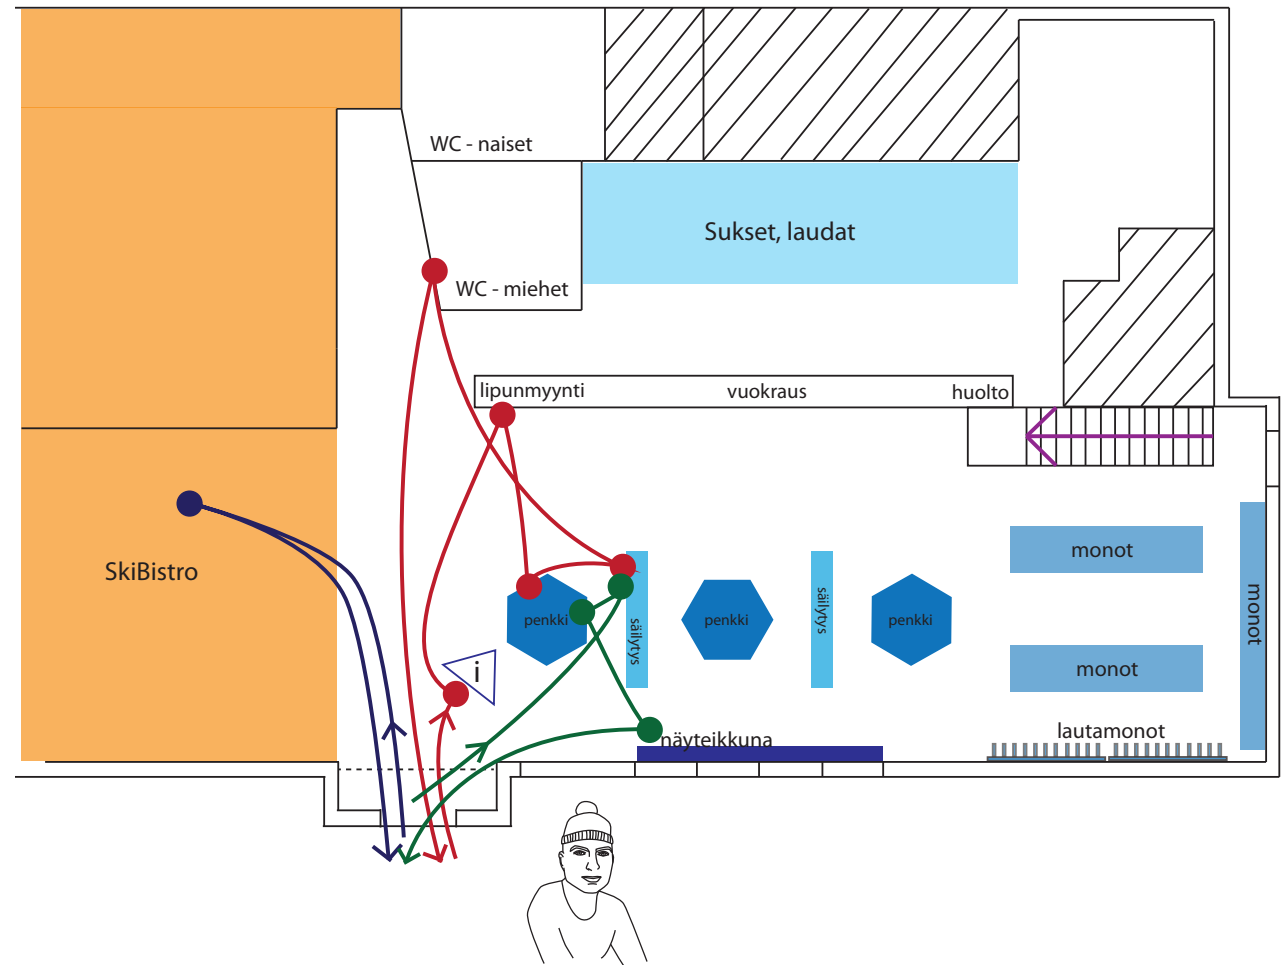 WC - naiset
Sukset, laudat
WC - miehet
lipunmyynti vuokraus huolto
SkiBistro
penkki
säilytys
penkki
säilytys
penkki
monot
monot
monot
i
näyteikkuna
lautamonot